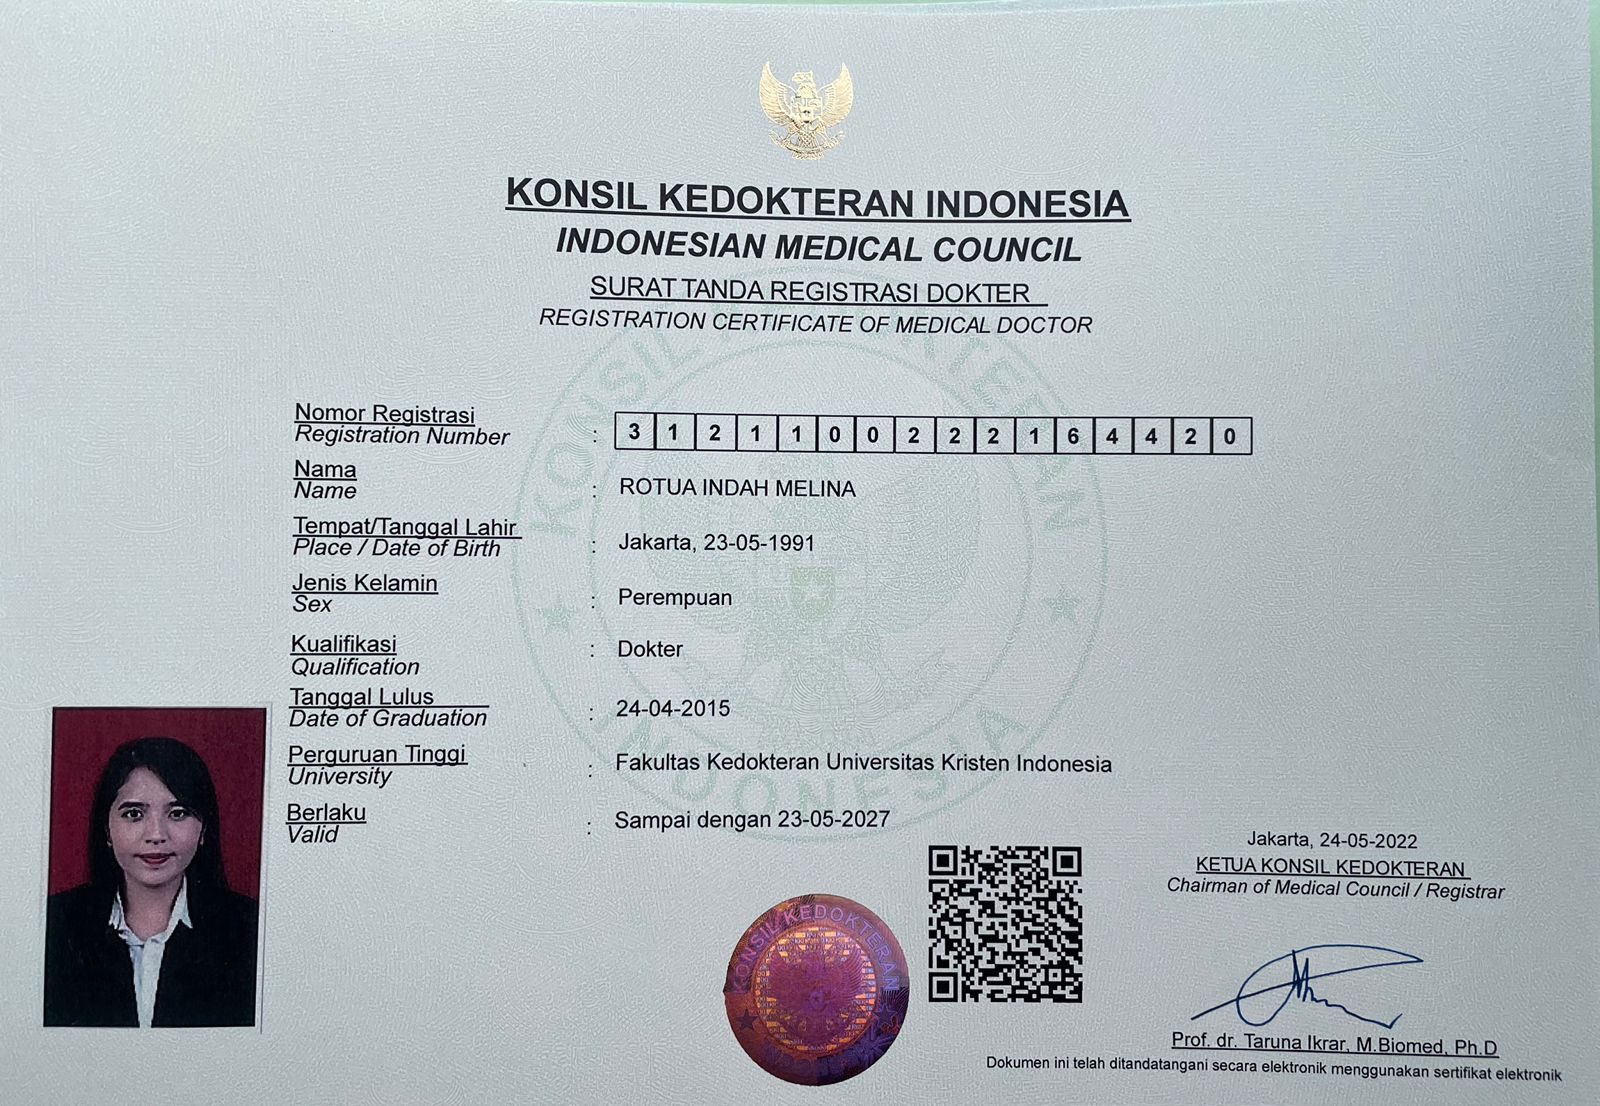 KONSIL KEDOKTERAN INDONESIA
INDONESIAN MEDICAL COUNCIL
SURAT TANDA REGISTRASI DOKTER
REGISTRATION CERTIFICATE OF MEDICAL DOCTOR
Nomor Registrasi
Registration Number : 3 1 2 1 1 0 0 2 2 2 1 6 4 4 2 0
Nama
Name : ROTUA INDAH MELINA
Tempat/Tanggal Lahir
Place / Date of Birth : Jakarta, 23-05-1991
Jenis Kelamin
Sex : Perempuan
Kualifikasi : Dokter
Qualification
Tanggal Lulus
Date of Graduation : 24-04-2015
Perguruan Tinggi
University : Fakultas Kedokteran Universitas Kristen Indonesia
Berlaku
Valid : Sampai dengan 23-05-2027
Jakarta, 24-05-2022
KETUA KONSIL KEDOKTERAN
Chairman of Medical Council / Registrar
KONSIL KEDOKTERAN
Prof. dr. Taruna Ikrar, M.Biomed, Ph.D
Dokumen ini telah ditandatangani secara elektronik menggunakan sertifikat elektronik
KONSIL KEDOKTERAN INDONESIA